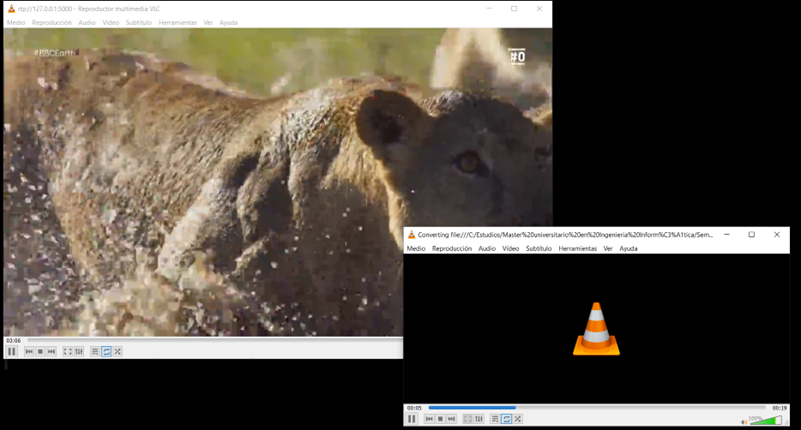 rtp://127.0.0.1:5000 - Reproductor multimedia VLC
Medio Reproducción Audio Vídeo Subtítulo Herramientas Ver Ayuda
#BBCEarth
#0
03:06
Converting file:///C:/Estudios/Master%20universitario%20en%20Ingenieria%20Inform%C3%A1tica/Sem...
Medio Reproducción Audio Vídeo Subtítulo Herramientas Ver Ayuda
00:05
00:19
100%